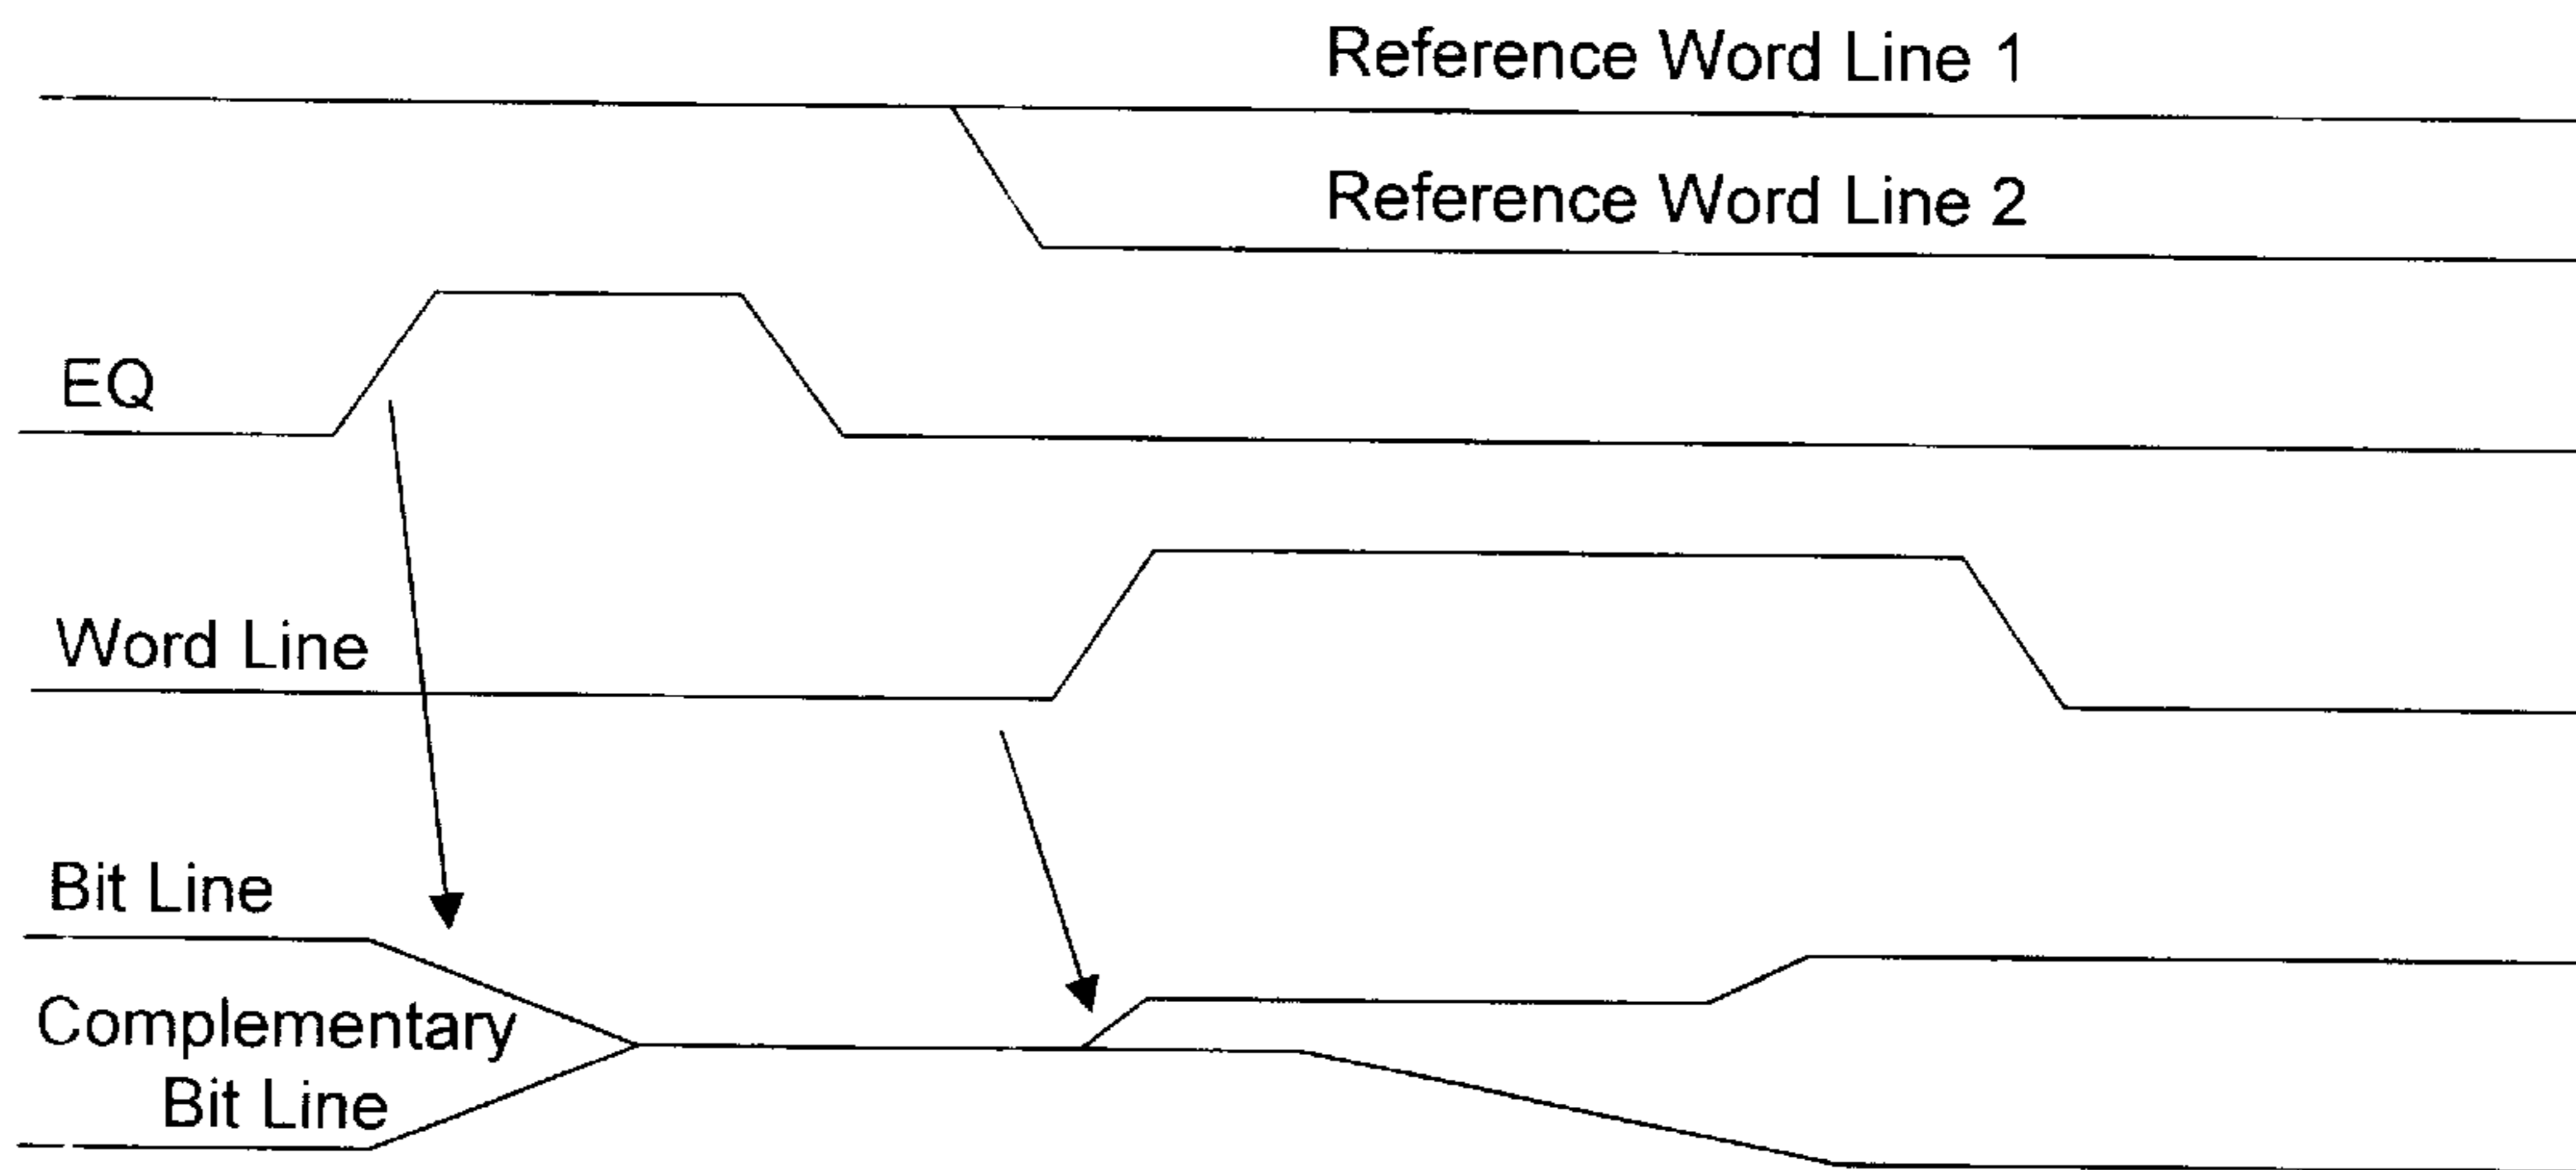 Reference Word Line 1
Reference Word Line 2
EQ
Word Line
Bit Line
Complementary
Bit Line